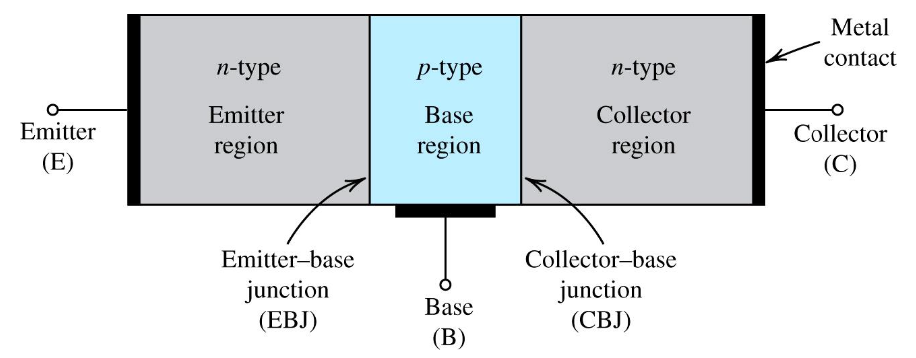 Metal
contact
n-type
Emitter
region
p-type
Base
region
n-type
Collector
region
Emitter
(E)
Collector
(C)
Emitter–base
junction
(EBJ)
Base
(B)
Collector–base
junction
(CBJ)